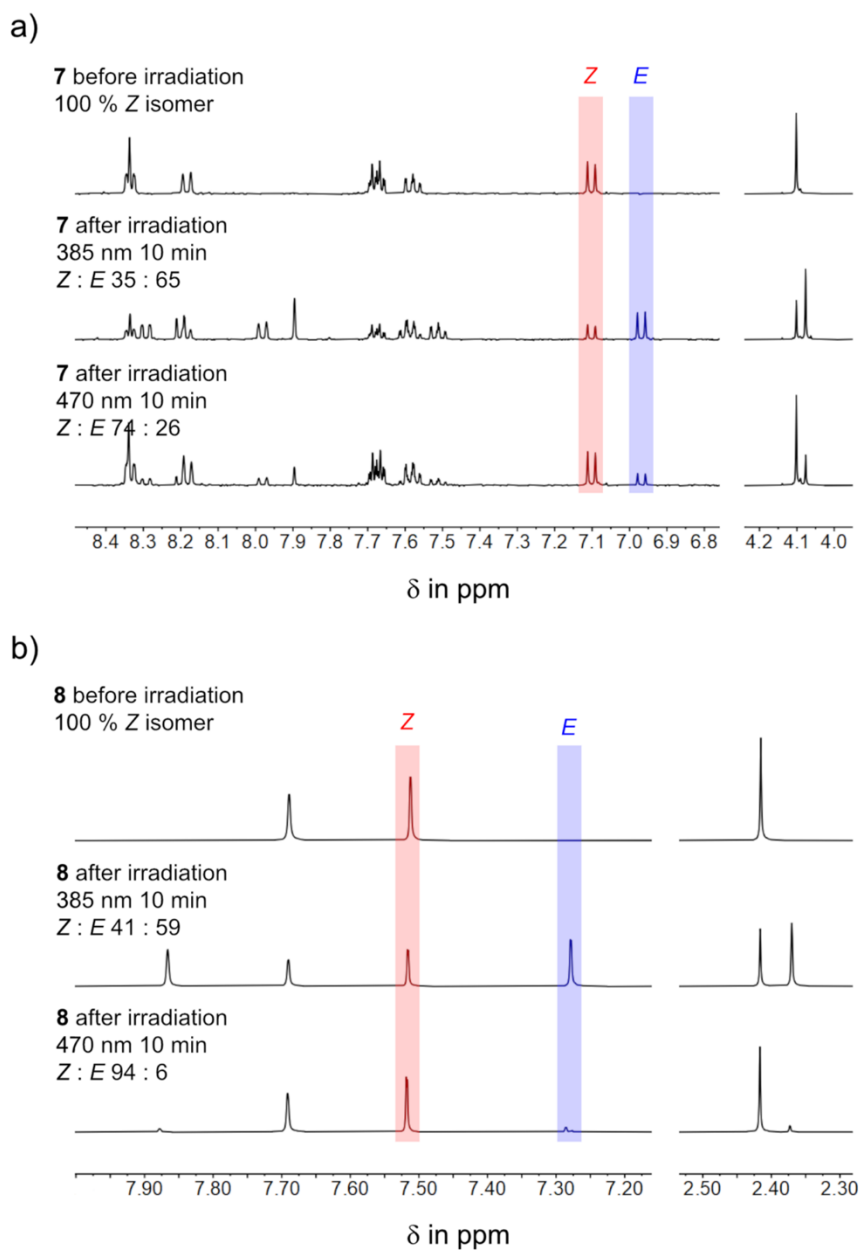 a)
7 before irradiation
100 % Z isomer
Z E
7 after irradiation
385 nm 10 min
Z : E 35 : 65
7 after irradiation
470 nm 10 min
Z : E 74 : 26
8.4 8.3 8.2 8.1 8.0 7.9 7.8 7.7 7.6 7.5 7.4 7.3 7.2 7.1 7.0 6.9 6.8 4.2 4.1 4.0
δ in ppm
b)
8 before irradiation
100 % Z isomer
Z E
8 after irradiation
385 nm 10 min
Z : E 41 : 59
8 after irradiation
470 nm 10 min
Z : E 94 : 6
7.90 7.80 7.70 7.60 7.50 7.40 7.30 7.20 2.50 2.40 2.30
δ in ppm